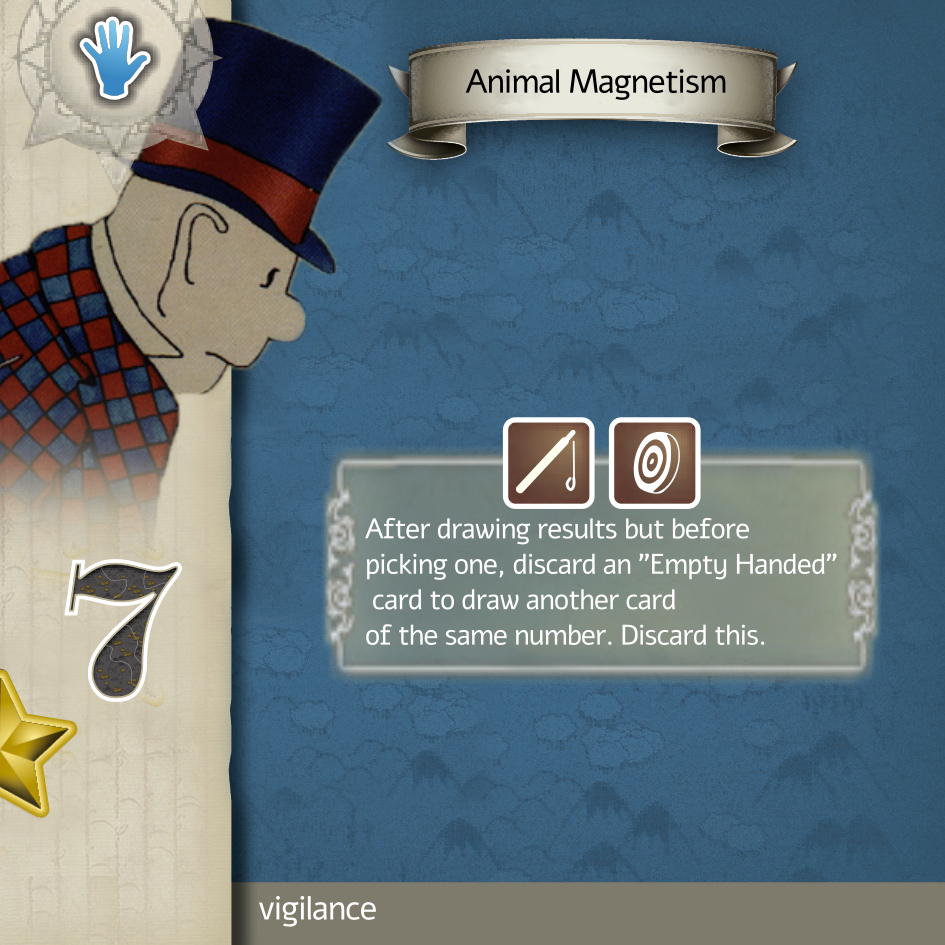 Animal Magnetism
After drawing results but before
picking one, discard an ”Empty Handed”
card to draw another card
of the same number. Discard this.
7
vigilance